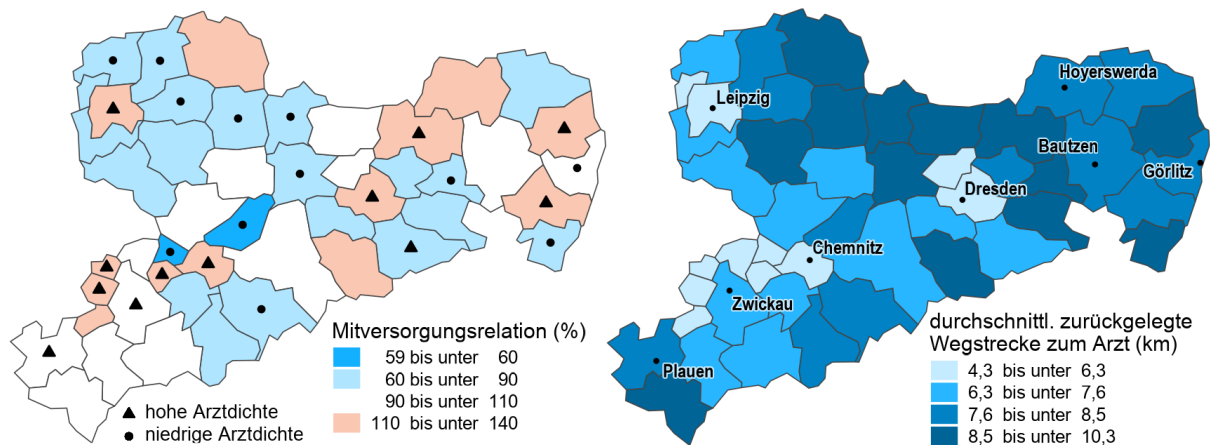 Mitversorgungsrelation (%)
59 bis unter 60
60 bis unter 90
90 bis unter 110
110 bis unter 140
hohe Arztdichte
niedrige Arztdichte
Leipzig
Hoyerswerda
Bautzen
Görlitz
Dresden
Chemnitz
Zwickau
Plauen
durchschnittl. zurückgelegte
Wegstrecke zum Arzt (km)
4,3 bis unter 6,3
6,3 bis unter 7,6
7,6 bis unter 8,5
8,5 bis unter 10,3